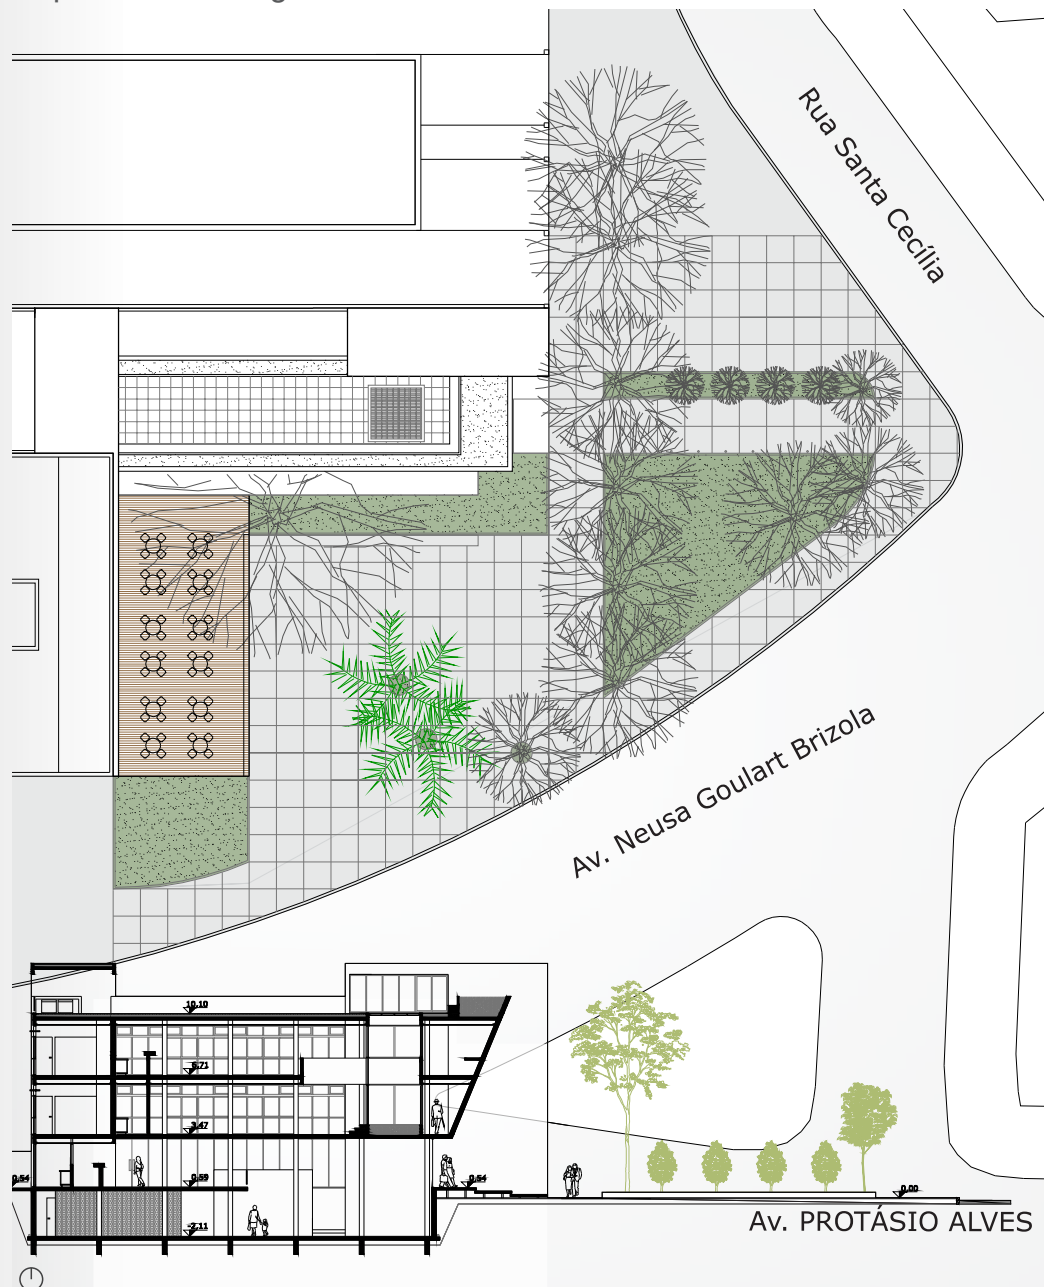 Rua Santa Cecília
Av. Neusa Goulart Brizola
10,10
6,71
3,47
0,54
0,59
0,54
0,00
-2,11
Av. PROTÁSIO ALVES